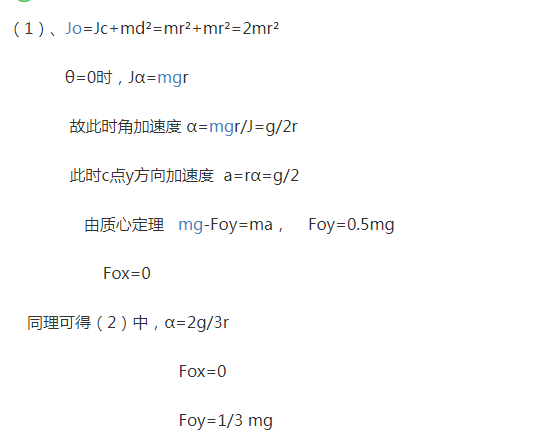 （1）、Jo=Jc+md²=mr²+mr²=2mr²
θ=0时，Jα=mgr
故此时角加速度 α=mgr/J=g/2r
此时c点y方向加速度 a=rα=g/2
由质心定理 mg-Foy=ma， Foy=0.5mg
Fox=0
同理可得（2）中，α=2g/3r
Fox=0
Foy=1/3 mg